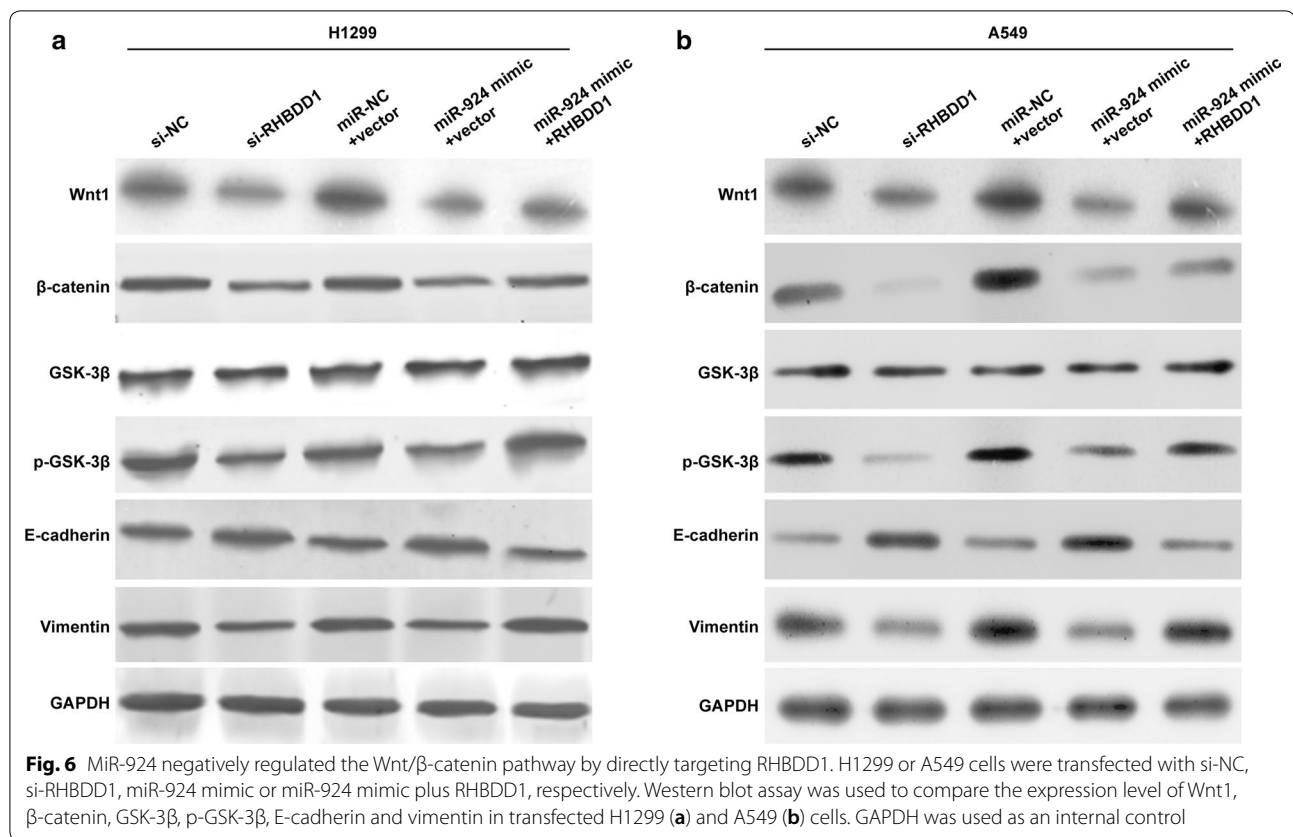 a
H1299
si-NC
si-RHBDD1
miR-NC
+vector
miR-924 mimic
+vector
miR-924 mimic
+RHBDD1
Wnt1
β-catenin
GSK-3β
p-GSK-3β
E-cadherin
Vimentin
GAPDH
b
A549
si-NC
si-RHBDD1
miR-NC
+vector
miR-924 mimic
+vector
miR-924 mimic
+RHBDD1
Wnt1
β-catenin
GSK-3β
p-GSK-3β
E-cadherin
Vimentin
GAPDH
Fig. 6 MiR-924 negatively regulated the Wnt/β-catenin pathway by directly targeting RHBDD1. H1299 or A549 cells were transfected with si-NC,
si-RHBDD1, miR-924 mimic or miR-924 mimic plus RHBDD1, respectively. Western blot assay was used to compare the expression level of Wnt1,
β-catenin, GSK-3β, p-GSK-3β, E-cadherin and vimentin in transfected H1299 (a) and A549 (b) cells. GAPDH was used as an internal control